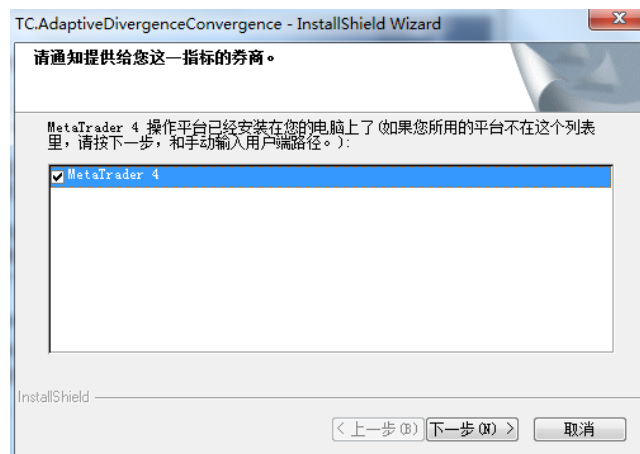 TC.AdaptiveDivergenceConvergence - InstallShield Wizard
请通知提供给您这一指标的券商。
MetaTrader 4 操作平台已经安装在您的电脑上了(如果您所用的平台不在这个列表
里，请按下一步，和手动输入用户端路径。):
MetaTrader 4
InstallShield
< 上一步(B) 下一步(N) > 取消